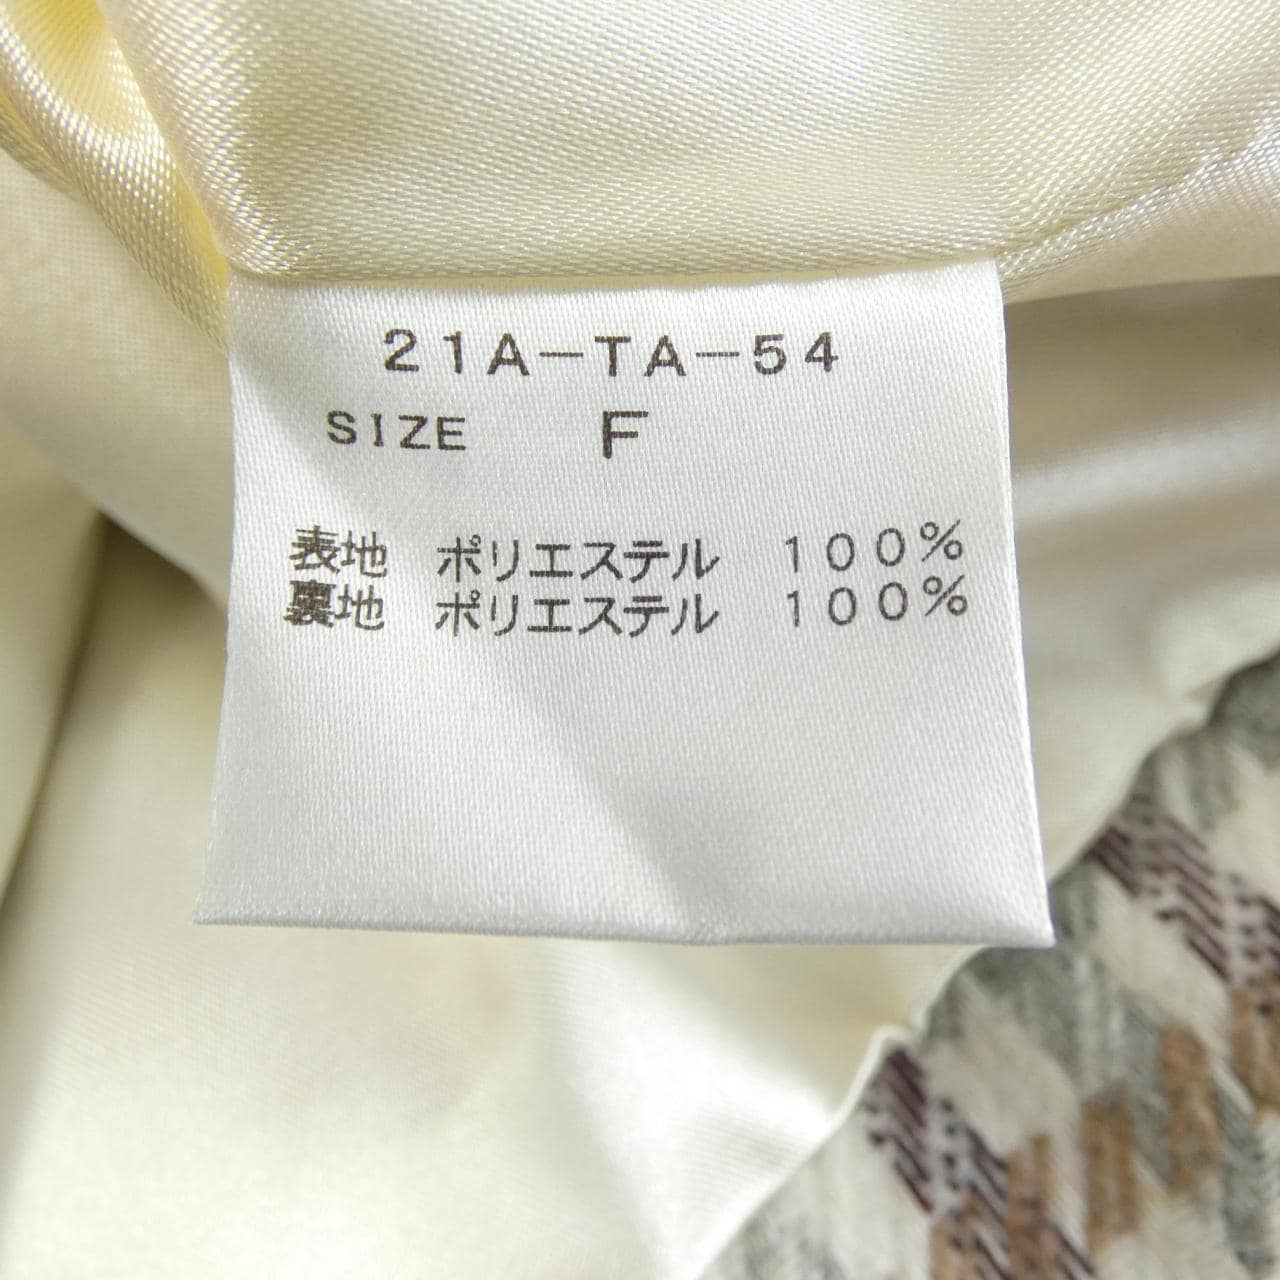 21A-TA-54
SIZE F
表地 ポリエステル 100%
裏地 ポリエステル 100%